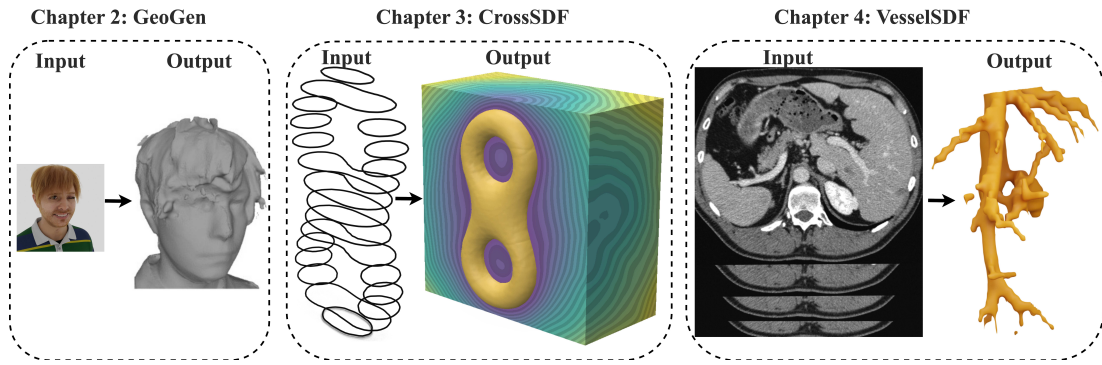 Chapter 2: GeoGen
Input
Output
Chapter 3: CrossSDF
Input
Output
Chapter 4: VesselSDF
Input
Output